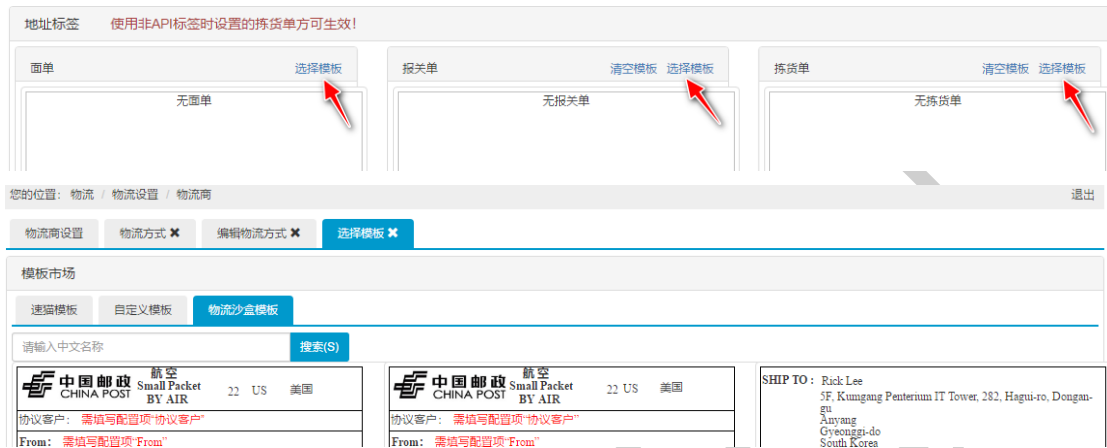 地址标签 使用非API标签时设置的拣货单方可生效！
面单 选择模板
无面单
报关单 清空模板 选择模板
无报关单
拣货单 清空模板 选择模板
无拣货单
您的位置： 物流 / 物流设置 / 物流商 退出
物流商设置 物流方式 ✖ 编辑物流方式 ✖ 选择模板 ✖
模板市场
速猫模板 自定义模板 物流沙盒模板
请输入中文名称 搜索(S)
中国邮政
CHINA POST
航空
Small Packet
BY AIR
22 US 美国
协议客户： 需填写配置项“协议客户”
From： 需填写配置项“From”
中国邮政
CHINA POST
航空
Small Packet
BY AIR
22 US 美国
协议客户： 需填写配置项“协议客户”
From： 需填写配置项“From”
SHIP TO： Rick Lee
5F, Kumgang Penterium IT Tower, 282, Hagui-ro, Dongan-
gu
Anyang
Gyeonggi-do
South Korea